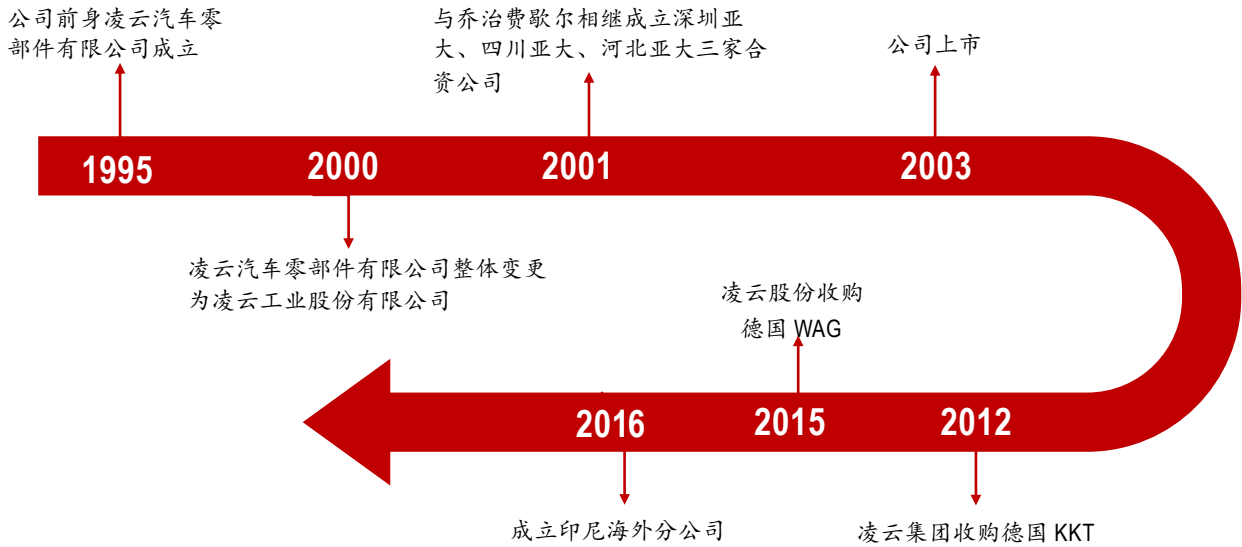 公司前身凌云汽车零
部件有限公司成立
与乔治费歇尔相继成立深圳亚
大、四川亚大、河北亚大三家合
资公司
公司上市
1995
2000
2001
2003
凌云汽车零部件有限公司整体变更
为凌云工业股份有限公司
凌云股份收购
德国 WAG
2016
2015
2012
成立印尼海外分公司
凌云集团收购德国 KKT